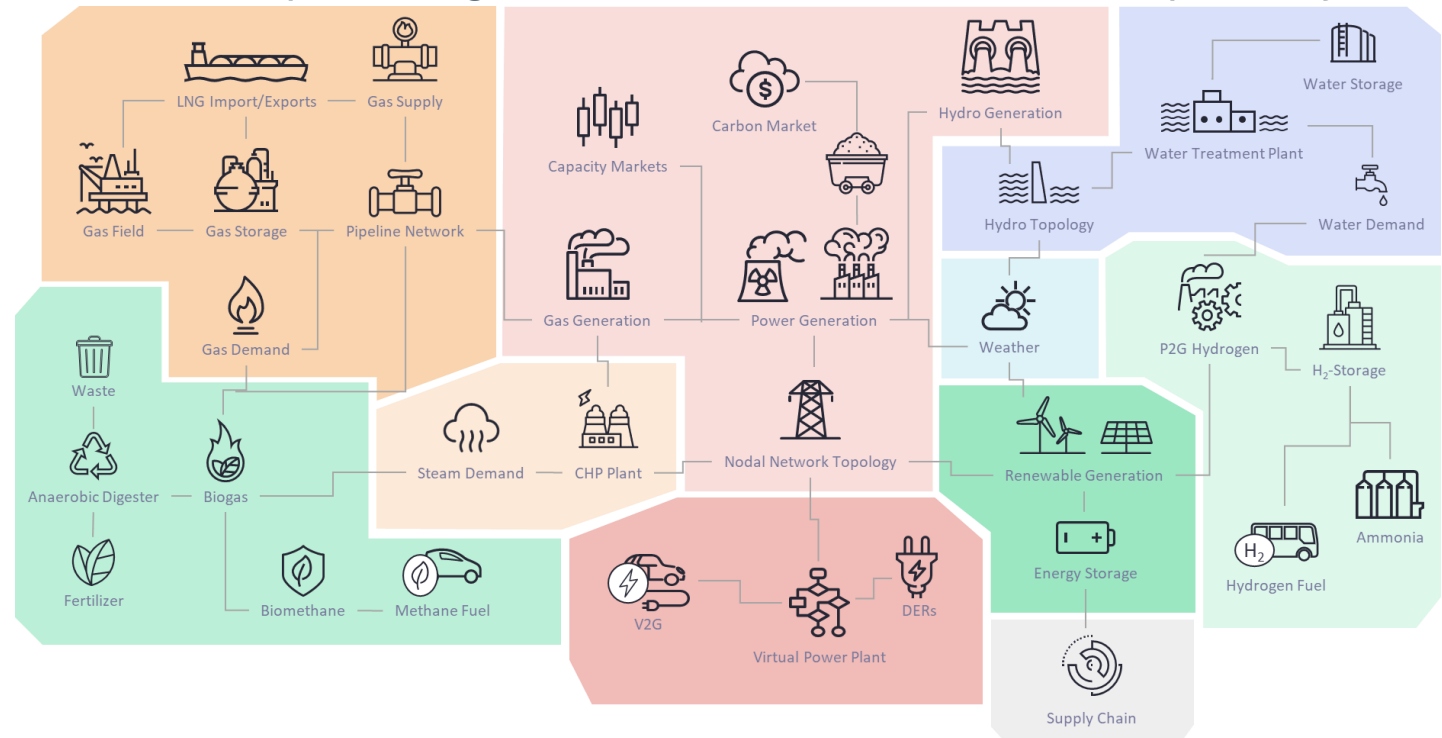 LNG Import/Exports
Gas Supply
Gas Field
Gas Storage
Pipeline Network
Gas Demand
Carbon Market
$
Capacity Markets
Hydro Generation
Gas Generation
Power Generation
Nodal Network Topology
Water Storage
Water Treatment Plant
Hydro Topology
Water Demand
Weather
P2G Hydrogen
H₂-Storage
Ammonia
H₂
Hydrogen Fuel
Renewable Generation
Energy Storage
Supply Chain
Steam Demand
CHP Plant
Waste
Anaerobic Digester
Biogas
Fertilizer
Biomethane
Methane Fuel
V2G
DERs
Virtual Power Plant